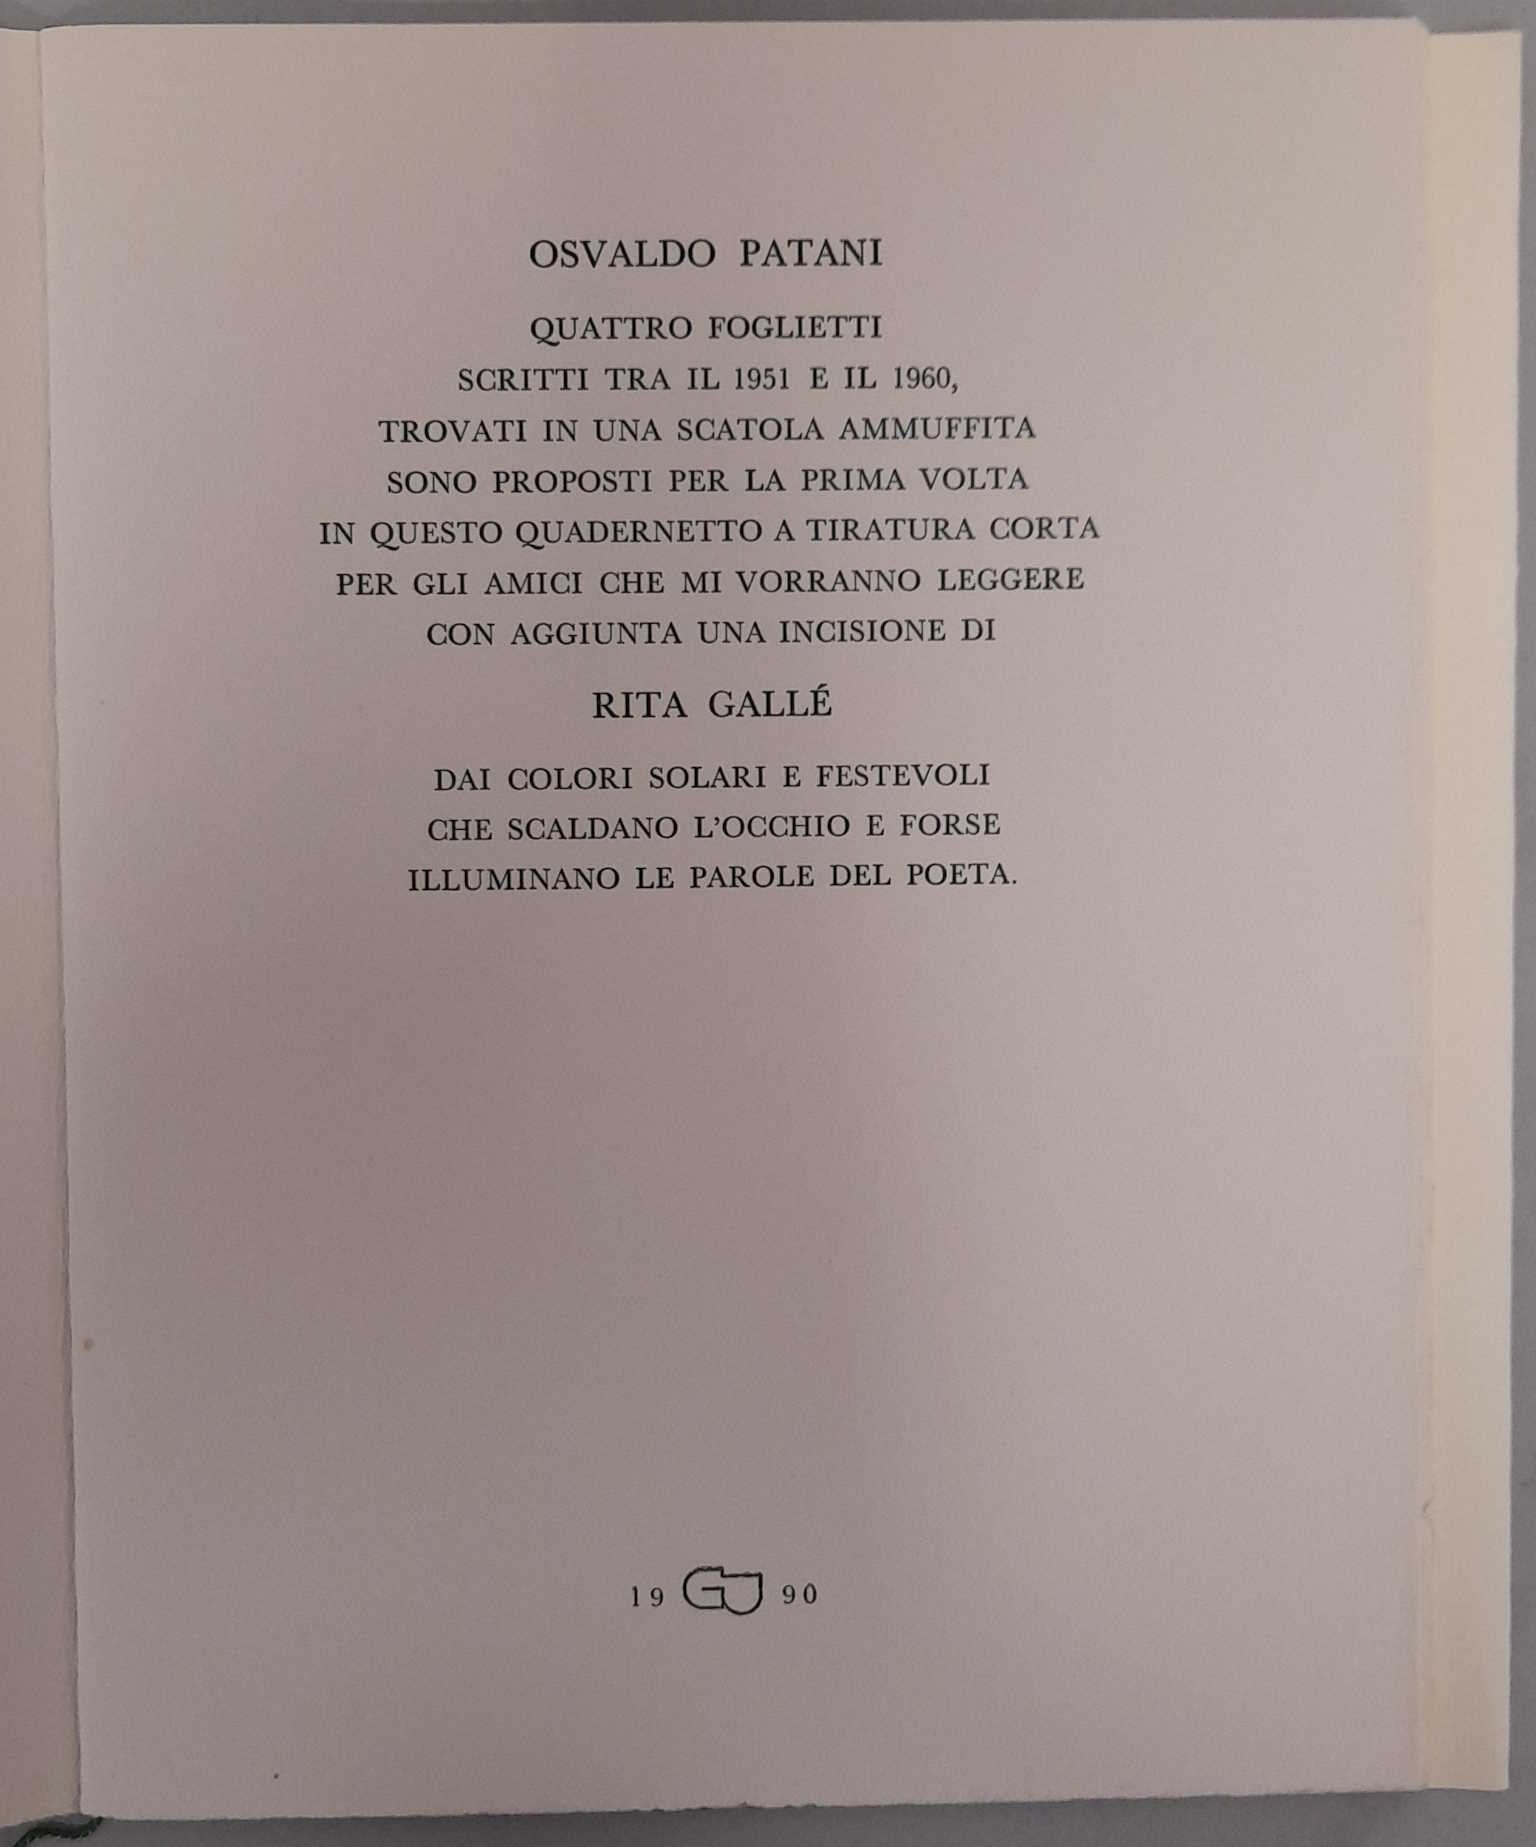 OSVALDO PATANI
QUATTRO FOGLIETTI
SCRITTI TRA IL 1951 E IL 1960,
TROVATI IN UNA SCATOLA AMMUFFITA
SONO PROPOSTI PER LA PRIMA VOLTA
IN QUESTO QUADERNETTO A TIRATURA CORTA
PER GLI AMICI CHE MI VORRANNO LEGGERE
CON AGGIUNTA UNA INCISIONE DI
RITA GALLÉ
DAI COLORI SOLARI E FESTEVOLI
CHE SCALDANO L'OCCHIO E FORSE
ILLUMINANO LE PAROLE DEL POETA.
19 90